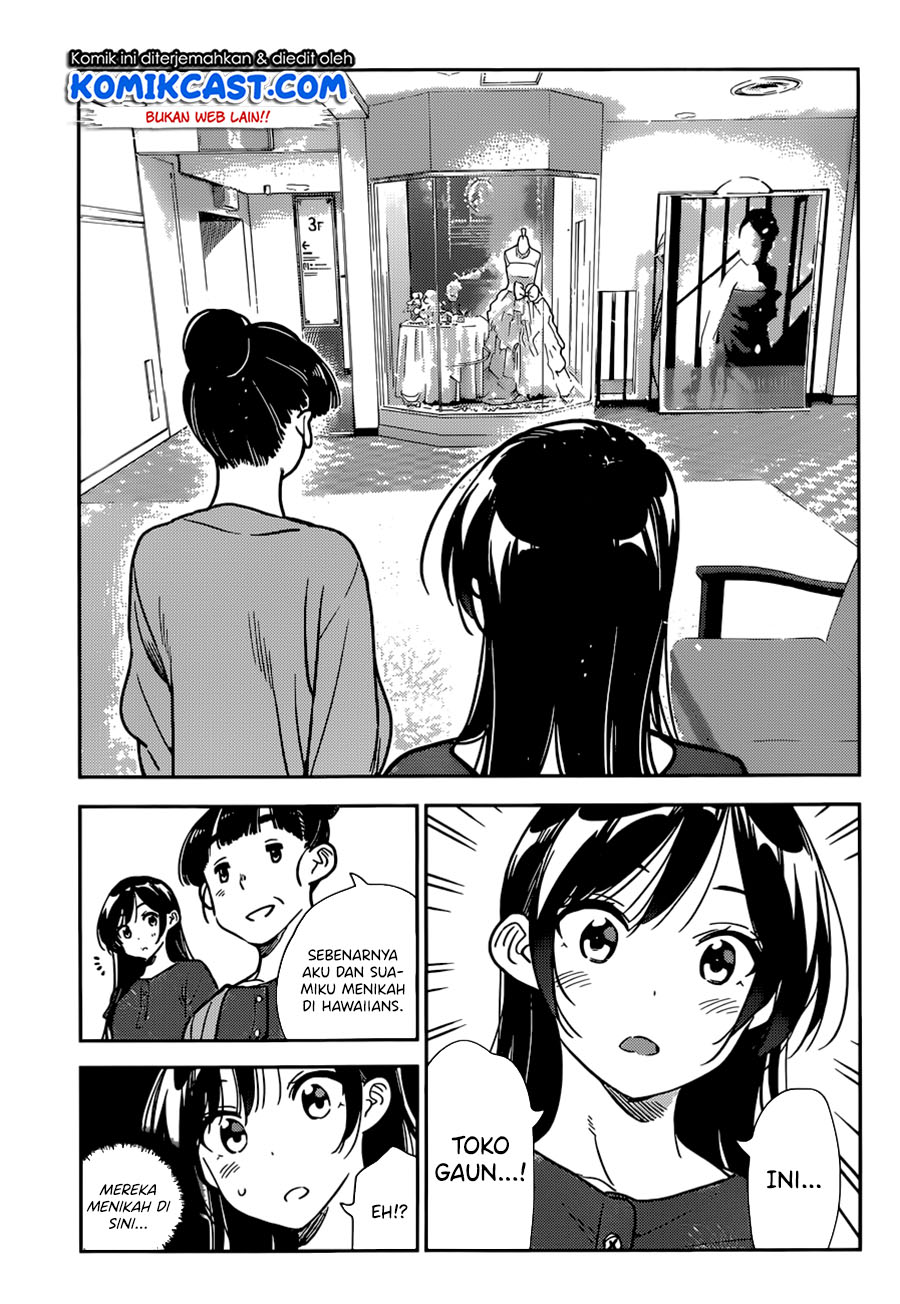 Komik ini diterjemahkan & diedit oleh
KOMIKCAST.COM
BUKAN WEB LAIN!!
3F
INI...
TOKO
GAUN...!
SEBENARNYA
AKU DAN SUA-
MIKU MENIKAH
DI HAWAIIANS.
EH!?
MEREKA
MENIKAH DI
SINI...